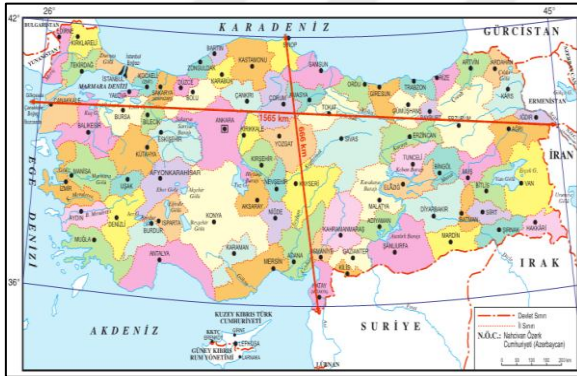 42° 26° KARADENİZ 45°
BULGARİSTAN GÜRCİSTAN
EDİRNE
KIRKLARELİ
TEKİRDAĞ
İSTANBUL
MARMARA DENİZİ
YALOVA
KOCAELİ
SAKARYA
DÜZCE
BOLU
ZONGULDAK
BARTIN
KARABÜK
KASTAMONU
SİNOP
SAMSUN
ORDU
GİRESUN
TRABZON
RİZE
ARTVİN
ARDAHAN
KARS
ERMENİSTAN
IĞDIR
ÇANAKKALE
BALIKESİR
BURSA
BİLECİK
ESKİŞEHİR
ANKARA
ÇANKIRI
ÇORUM
AMASYA
TOKAT
1565 km
666 km
KIRIKKALE
YOZGAT
SİVAS
GÜMÜŞHANE
ERZİNCAN
AĞRI
İRAN
KÜTAHYA
MANİSA
İZMİR
UŞAK
AFYONKARAHİSAR
KIRŞEHİR
NEVŞEHİR
KAYSERİ
AKSARAY
NİĞDE
KONYA
MALATYA
ELAZIĞ
TUNCELİ
BİNGÖL
MUŞ
BİTLİS
VAN
EGE DENİZİ
AYDIN
DENİZLİ
MUĞLA
BURDUR
ISPARTA
ANTALYA
KARAMAN
MERSİN
ADANA
OSMANİYE
HATAY
KAHRAMANMARAŞ
GAZİANTEP
KİLİS
ADIYAMAN
ŞANLIURFA
DİYARBAKIR
MARDİN
BATMAN
SİİRT
ŞIRNAK
HAKKARİ
36°
IRAK
AKDENİZ
SURİYE
KUZEY KIBRIS TÜRK
CUMHURİYETİ
GİRNE
LEFKOŞA
GÜNEY KIBRIS
RUM YÖNETİMİ
LARNAKA
LÜBNAN
Devlet Sınırı
İl Sınırı
N.Ö.C.: Nahcivan Özerk
Cumhuriyeti (Azerbaycan)